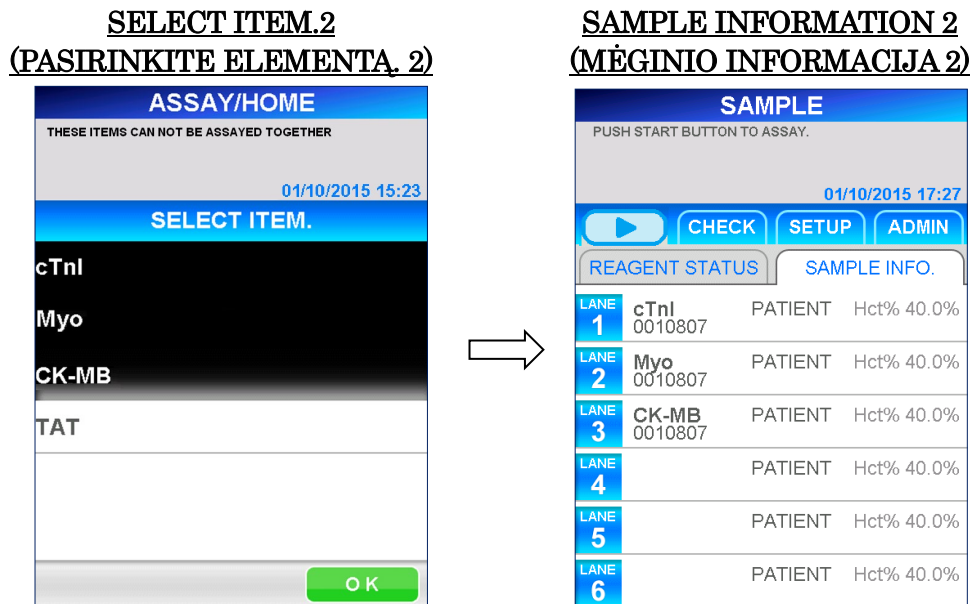 SELECT ITEM.2
(PASIRINKITE ELEMENTĄ. 2)
ASSAY/HOME
THESE ITEMS CAN NOT BE ASSAYED TOGETHER
01/10/2015 15:23
SELECT ITEM.
cTnI
Myo
CK-MB
TAT
O K
SAMPLE INFORMATION 2
(MĖGINIO INFORMACIJA 2)
SAMPLE
PUSH START BUTTON TO ASSAY.
01/10/2015 17:27
CHECK SETUP ADMIN
REAGENT STATUS SAMPLE INFO.
LANE 1 cTnI 0010807 PATIENT Hct% 40.0%
LANE 2 Myo 0010807 PATIENT Hct% 40.0%
LANE 3 CK-MB 0010807 PATIENT Hct% 40.0%
LANE 4 PATIENT Hct% 40.0%
LANE 5 PATIENT Hct% 40.0%
LANE 6 PATIENT Hct% 40.0%